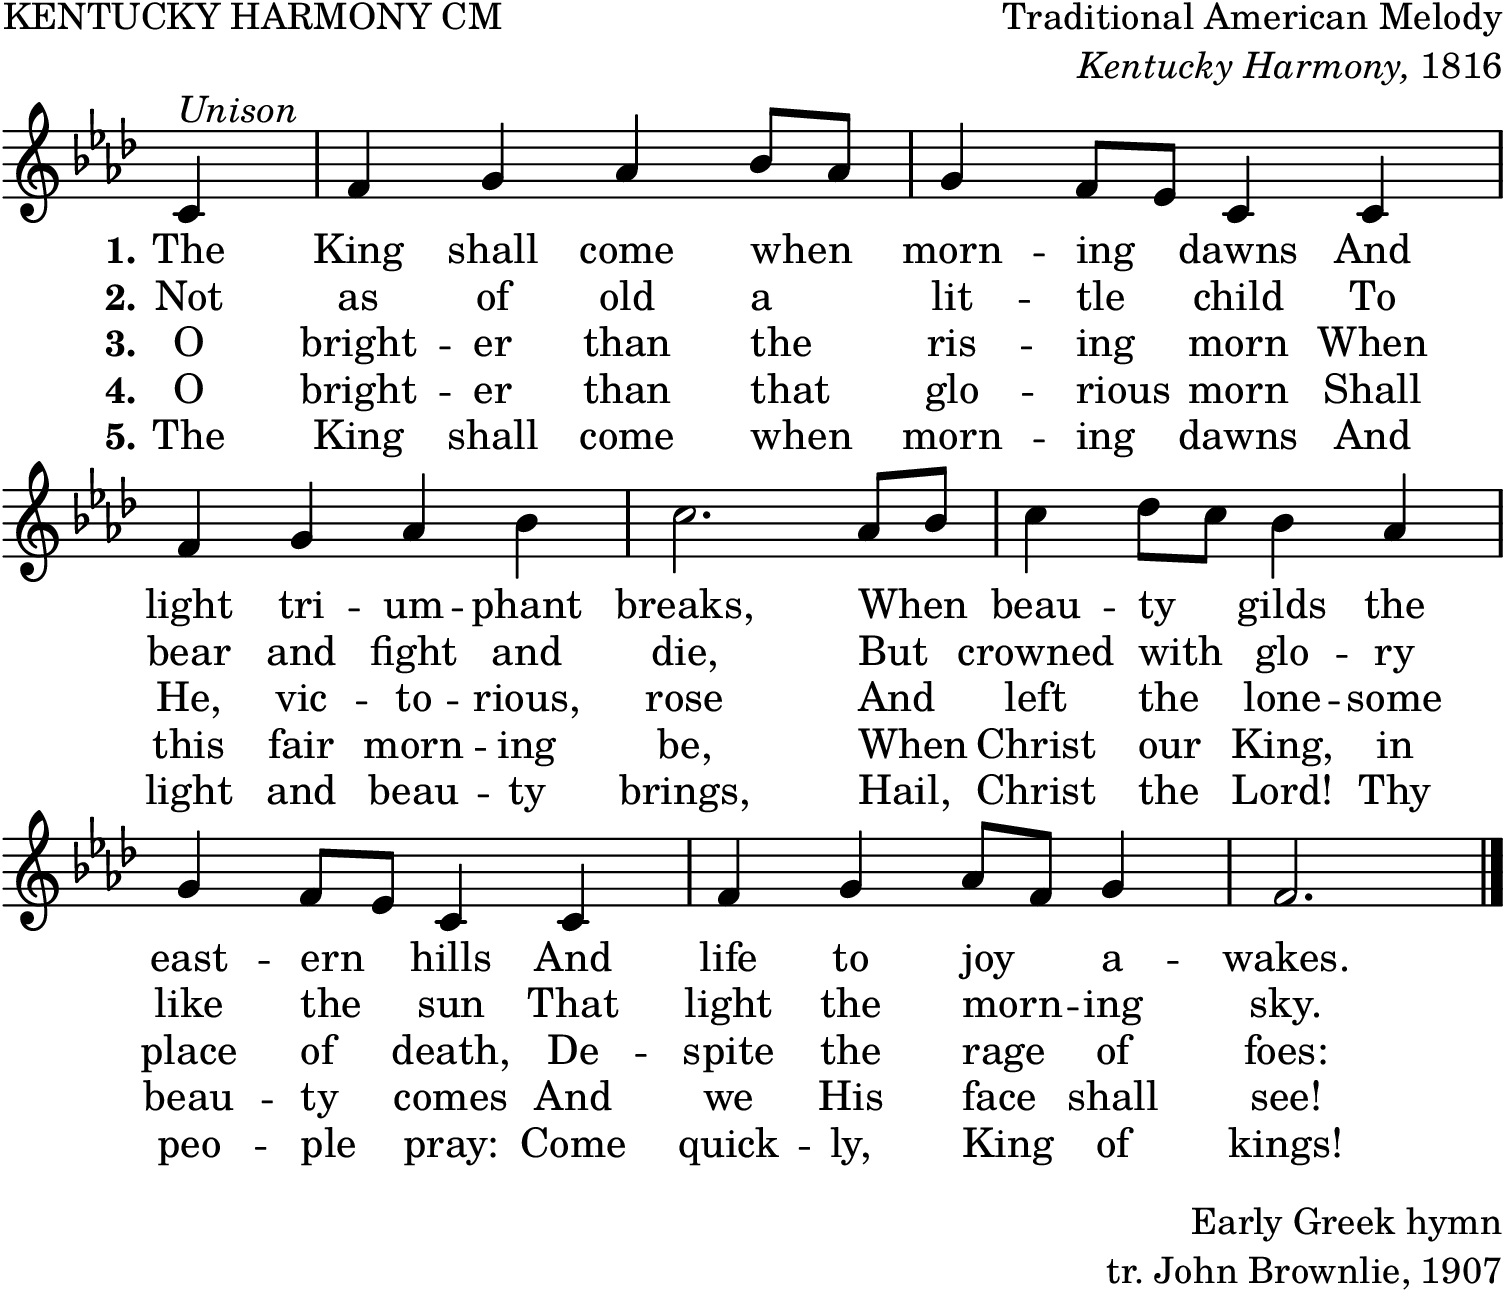 KENTUCKY HARMONY CM
Traditional American Melody
Kentucky Harmony, 1816
Unison
1. The King shall come when morn - ing dawns And
2. Not as of old a lit - tle child To
3. O bright - er than the ris - ing morn When
4. O bright - er than that glo - rious morn Shall
5. The King shall come when morn - ing dawns And
light tri - um - phant breaks, When beau - ty gilds the
bear and fight and die, But crowned with glo - ry
He, vic - to - rious, rose And left the lone - some
this fair morn - ing be, When Christ our King, in
light and beau - ty brings, Hail, Christ the Lord! Thy
east - ern hills And life to joy a - wakes.
like the sun That light the morn - ing sky.
place of death, De - spite the rage of foes:
beau - ty comes And we His face shall see!
peo - ple pray: Come quick - ly, King of kings!
Early Greek hymn
tr. John Brownlie, 1907